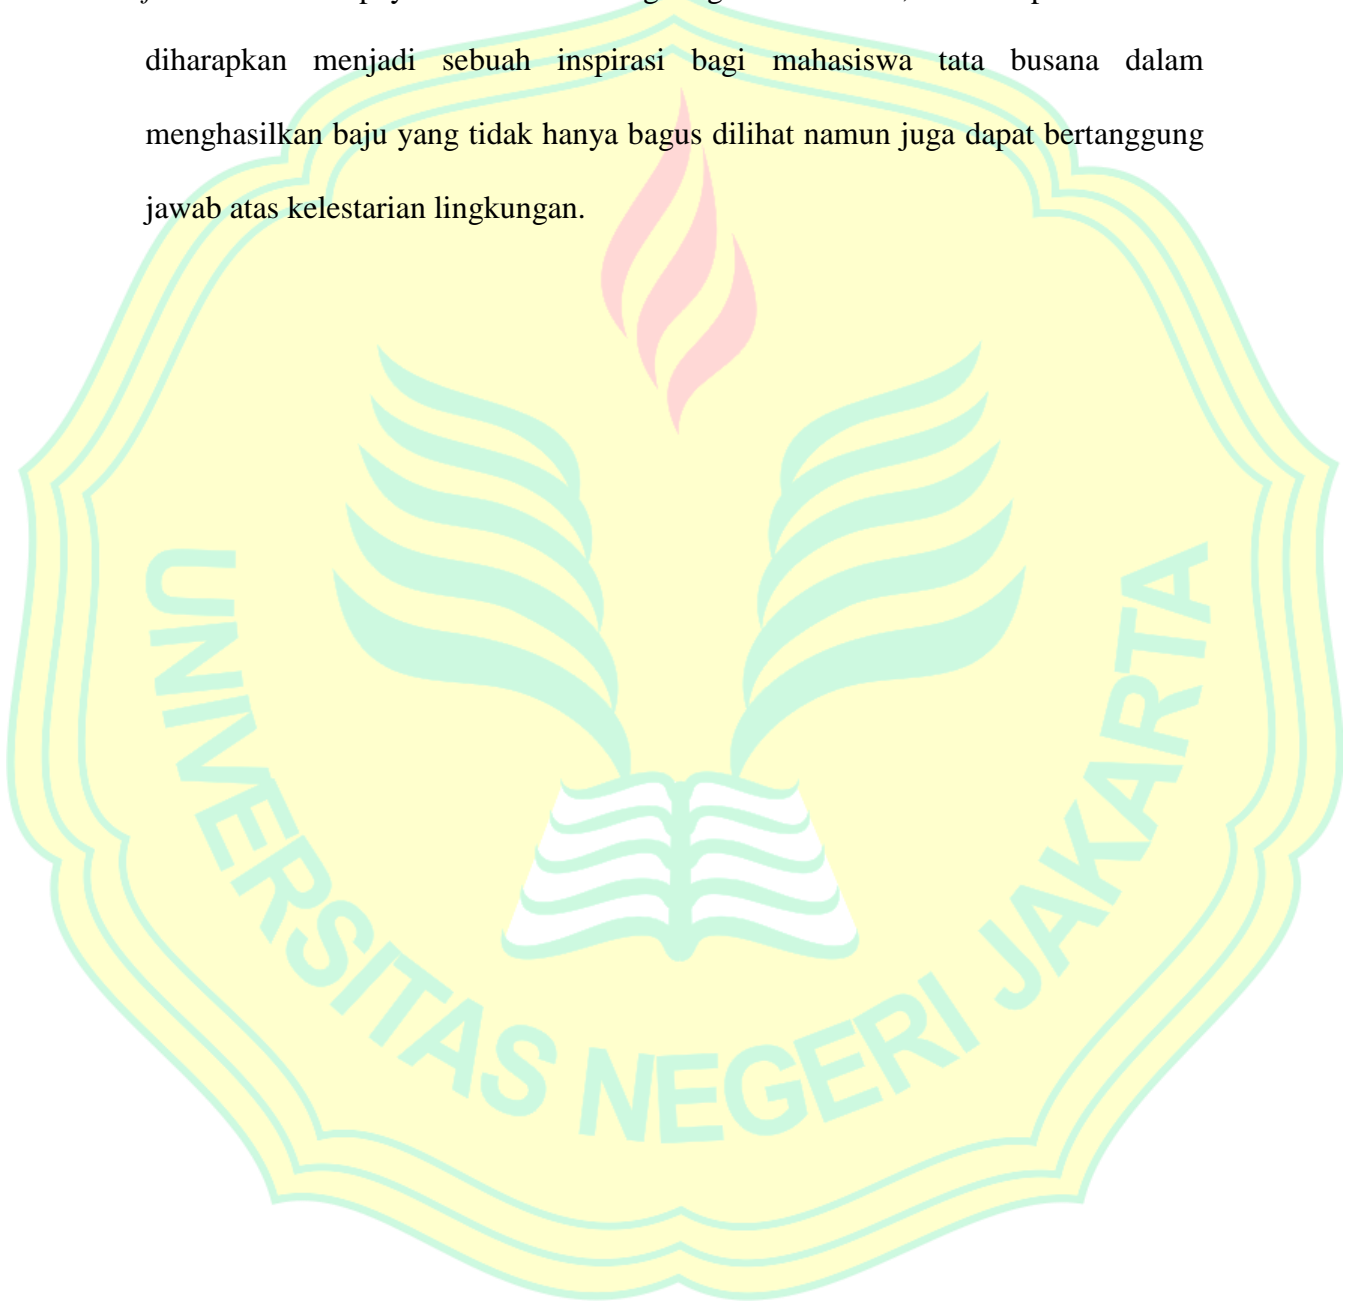 diharapkan menjadi sebuah inspirasi bagi mahasiswa tata busana dalam
menghasilkan baju yang tidak hanya bagus dilihat namun juga dapat bertanggung
jawab atas kelestarian lingkungan.
UNIVERSITAS NEGERI JAKARTA